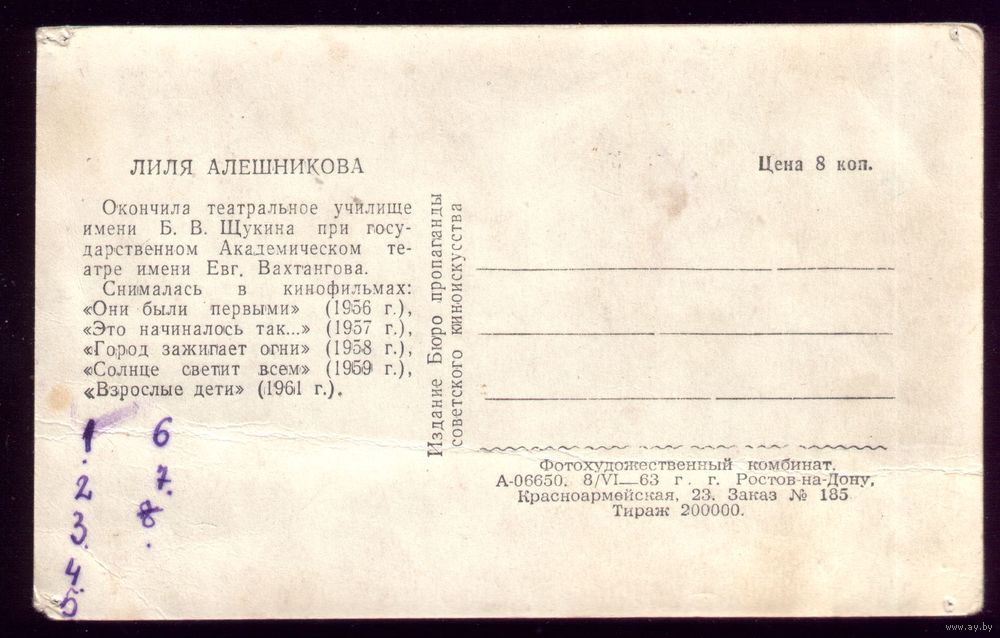 ЛИЛЯ АЛЕШНИКОВА
Окончила театральное училище
имени Б. В. Щукина при госу-
дарственном Академическом те-
атре имени Евг. Вахтангова.
Снималась в кинофильмах:
«Они были первыми» (1956 г.),
«Это начиналось так...» (1957 г.),
«Город зажигает огни» (1958 г.),
«Солнце светит всем» (1959 г.),
«Взрослые дети» (1961 г.).
1
2
3
4
5
6
7
8
Издание Бюро пропаганды
советского киноискусства
Цена 8 коп.
Фотохудожественный комбинат.
А-06650. 8/VI—63 г. г. Ростов-на-Дону,
Красноармейская, 23. Заказ № 185
Тираж 200000.
www.ay.by